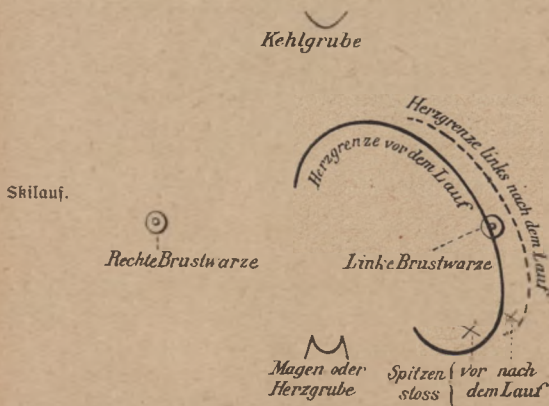 Kehlgrube
Herzgrenze links nach dem Lauf
Herzgrenze vor dem Lauf
Skilauf.
Rechte Brustwarze
Linke Brustwarze
Magen oder
Herzgrube
Spitzen { vor nach
stoss { dem Lauf